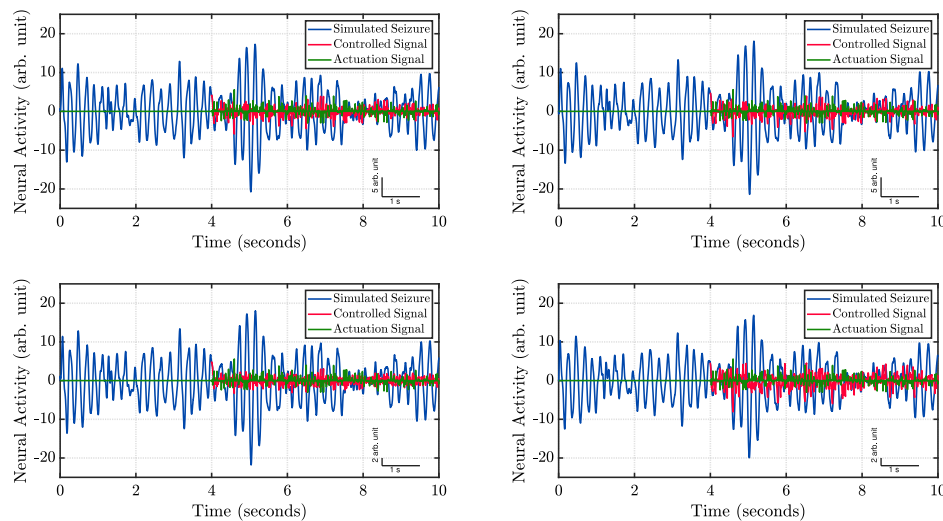 20
10
0
-10
-20
Neural Activity (arb. unit)
Simulated Seizure
Controlled Signal
Actuation Signal
5 arb. unit
1 s
0 2 4 6 8 10
Time (seconds)
20
10
0
-10
-20
Neural Activity (arb. unit)
Simulated Seizure
Controlled Signal
Actuation Signal
5 arb. unit
1 s
0 2 4 6 8 10
Time (seconds)
20
10
0
-10
-20
Neural Activity (arb. unit)
Simulated Seizure
Controlled Signal
Actuation Signal
2 arb. unit
1 s
0 2 4 6 8 10
Time (seconds)
20
10
0
-10
-20
Neural Activity (arb. unit)
Simulated Seizure
Controlled Signal
Actuation Signal
2 arb. unit
1 s
0 2 4 6 8 10
Time (seconds)